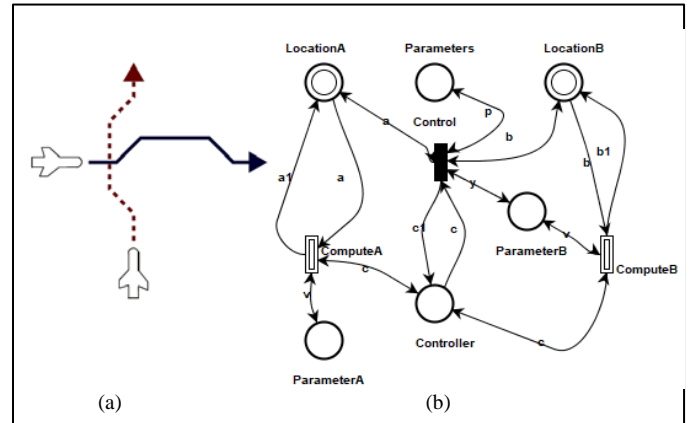 LocationA
Parameters
LocationB
p
a
Control
b
b1
a1
a
b
y
c1
c
v
ComputeA
ParameterB
c
ComputeB
v
Controller
c
ParameterA
(a)
(b)